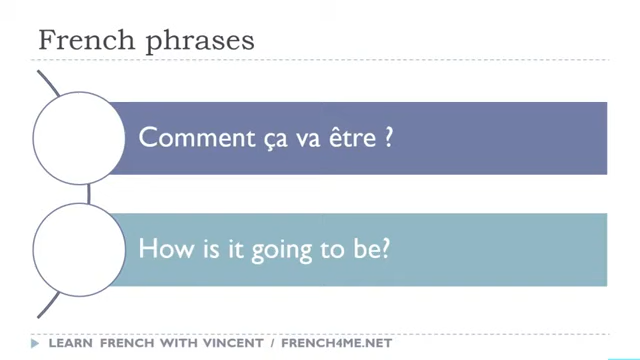 French phrases
Comment ça va être ?
How is it going to be?
LEARN FRENCH WITH VINCENT / FRENCH4ME.NET